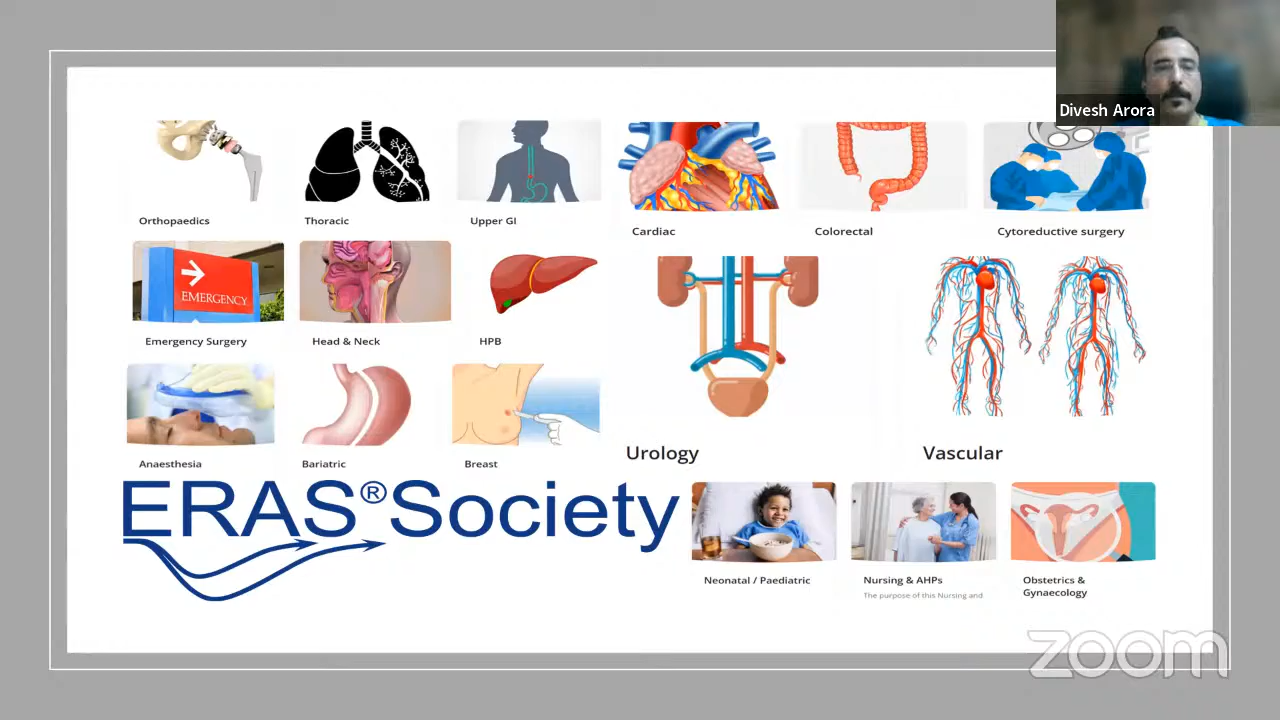 Divesh Arora
Orthopaedics
Thoracic
Upper GI
Cardiac
Colorectal
Cytoreductive surgery
EMERGENCY
Emergency Surgery
Head & Neck
HPB
Urology
Vascular
Anaesthesia
Bariatric
Breast
ERAS®Society
Neonatal / Paediatric
Nursing & AHPs
The purpose of this Nursing and
Obstetrics &
Gynaecology
zoom